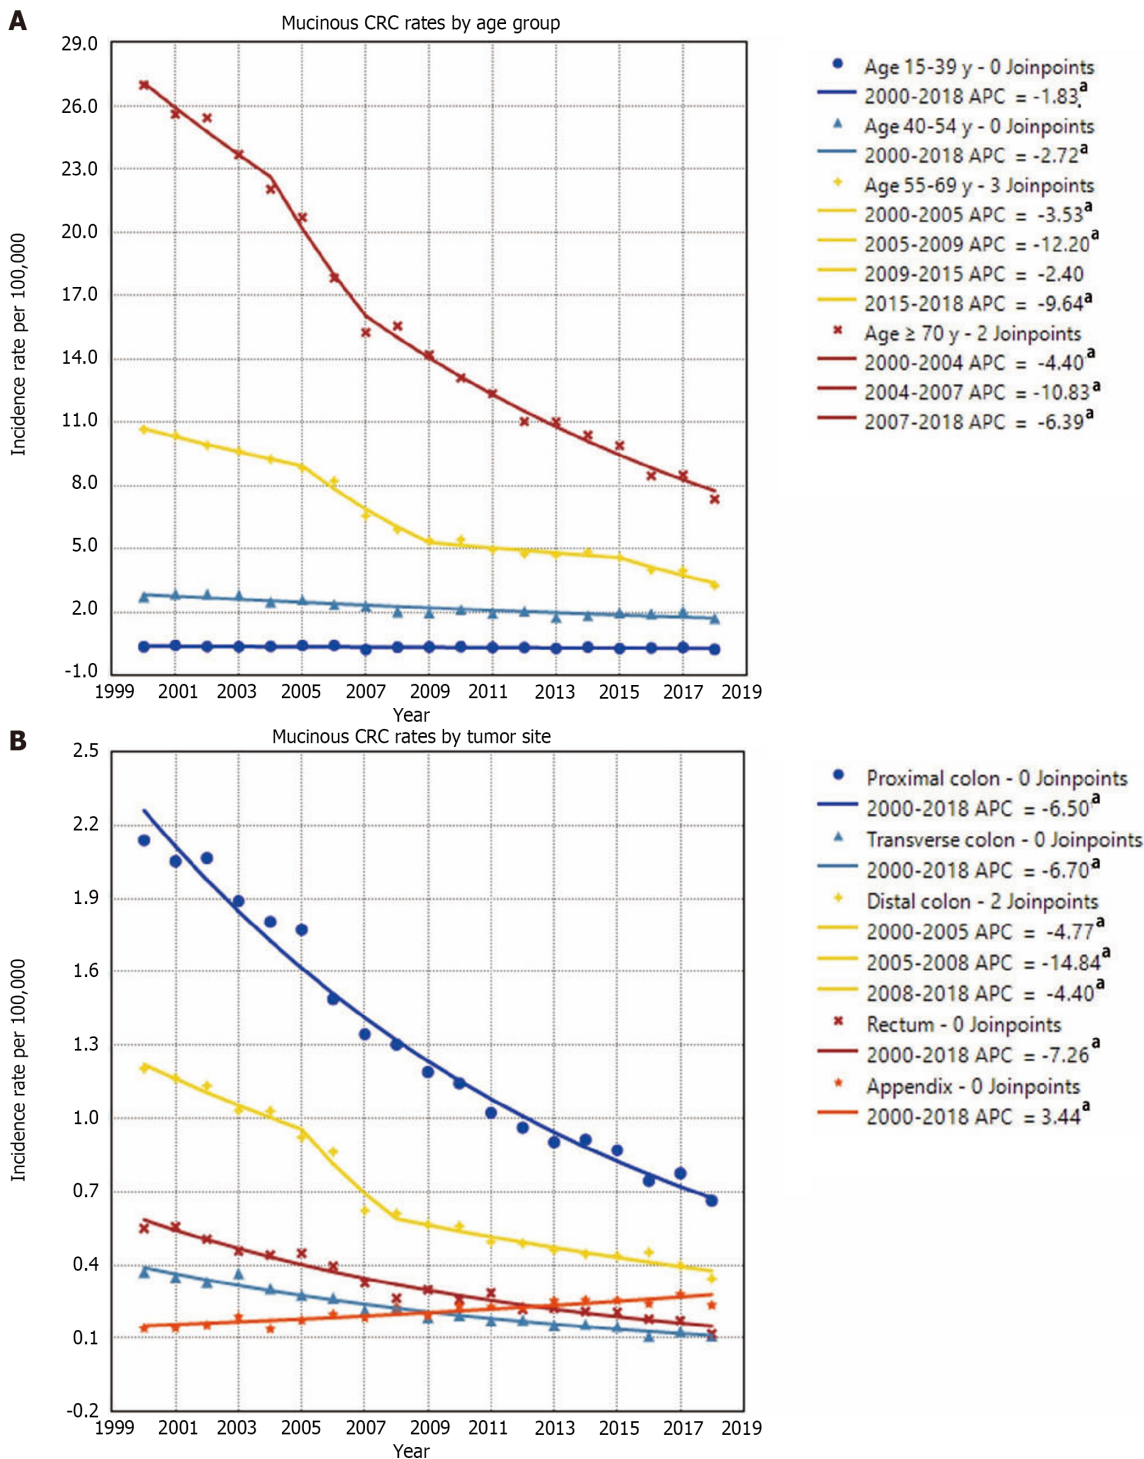 A
Mucinous CRC rates by age group
29.0
26.0
23.0
20.0
17.0
14.0
11.0
8.0
5.0
2.0
-1.0
Incidence rate per 100,000
1999 2001 2003 2005 2007 2009 2011 2013 2015 2017 2019
Year
Age 15-39 y - 0 Joinpoints
2000-2018 APC = -1.83a
Age 40-54 y - 0 Joinpoints
2000-2018 APC = -2.72a
Age 55-69 y - 3 Joinpoints
2000-2005 APC = -3.53a
2005-2009 APC = -12.20a
2009-2015 APC = -2.40
2015-2018 APC = -9.64a
Age ≥ 70 y - 2 Joinpoints
2000-2004 APC = -4.40a
2004-2007 APC = -10.83a
2007-2018 APC = -6.39a
B
Mucinous CRC rates by tumor site
2.5
2.2
1.9
1.6
1.3
1.0
0.7
0.4
0.1
-0.2
Incidence rate per 100,000
1999 2001 2003 2005 2007 2009 2011 2013 2015 2017 2019
Year
Proximal colon - 0 Joinpoints
2000-2018 APC = -6.50a
Transverse colon - 0 Joinpoints
2000-2018 APC = -6.70a
Distal colon - 2 Joinpoints
2000-2005 APC = -4.77a
2005-2008 APC = -14.84a
2008-2018 APC = -4.40a
Rectum - 0 Joinpoints
2000-2018 APC = -7.26a
Appendix - 0 Joinpoints
2000-2018 APC = 3.44a